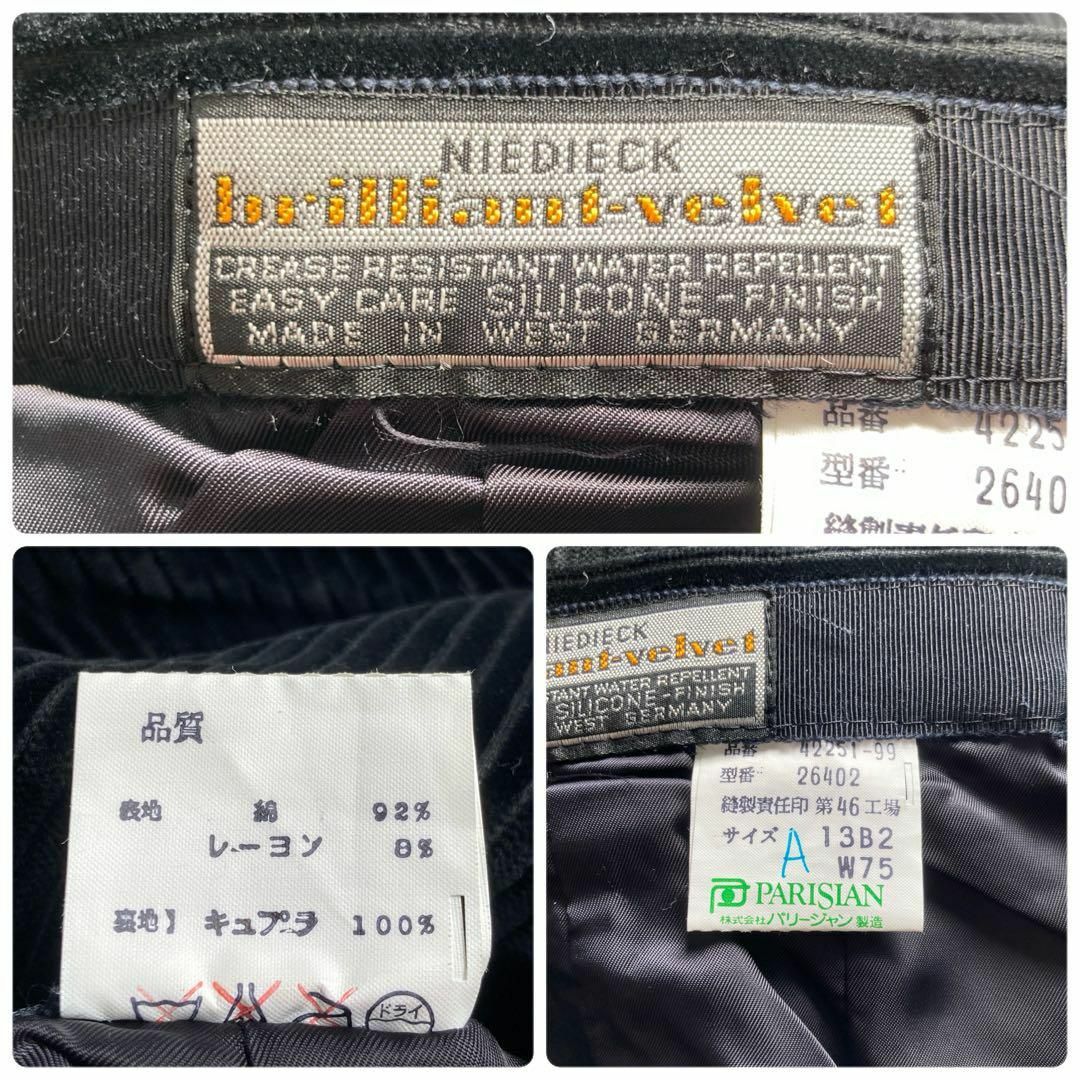 NIEDIECK
brilliant-velvet
CREASE RESISTANT WATER REPELLENT
EASY CARE SILICONE-FINISH
MADE IN WEST GERMANY
品番 4225
型番: 2640
縫製責任
品質
表地 綿 92%
レーヨン 8%
裏地】 キュプラ 100%
ドライ
NIEDIECK
ant-velvet
STANT WATER REPELLENT
SILICONE-FINISH
WEST GERMANY
品番 42251-99
型番: 26402
縫製責任印 第46工場
サイズ A 13B2
W75
PARISIAN
株式会社パリージャン製造